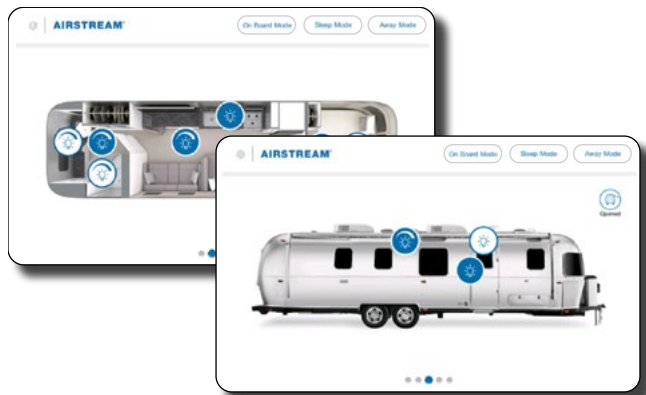 AIRSTREAM
On Board Mode
Sleep Mode
Away Mode
AIRSTREAM
On Board Mode
Sleep Mode
Away Mode
Opened